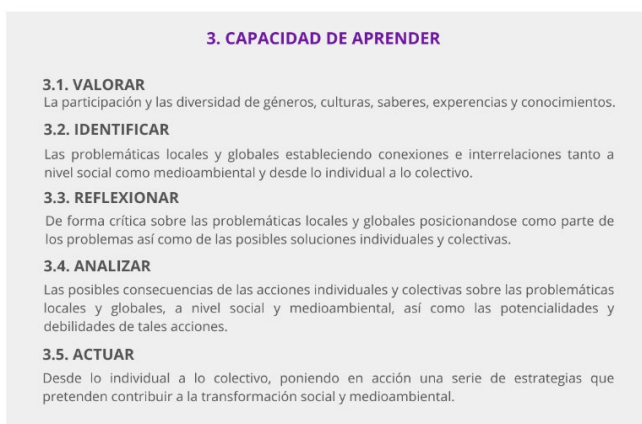 3. CAPACIDAD DE APRENDER
3.1. VALORAR
La participación y las diversidad de géneros, culturas, saberes, experencias y conocimientos.
3.2. IDENTIFICAR
Las problemáticas locales y globales estableciendo conexiones e interrelaciones tanto a
nivel social como medioambiental y desde lo individual a lo colectivo.
3.3. REFLEXIONAR
De forma crítica sobre las problemáticas locales y globales posicionandose como parte de
los problemas así como de las posibles soluciones individuales y colectivas.
3.4. ANALIZAR
Las posibles consecuencias de las acciones individuales y colectivas sobre las problemáticas
locales y globales, a nivel social y medioambiental, así como las potencialidades y
debilidades de tales acciones.
3.5. ACTUAR
Desde lo individual a lo colectivo, poniendo en acción una serie de estrategias que
pretenden contribuir a la transformación social y medioambiental.